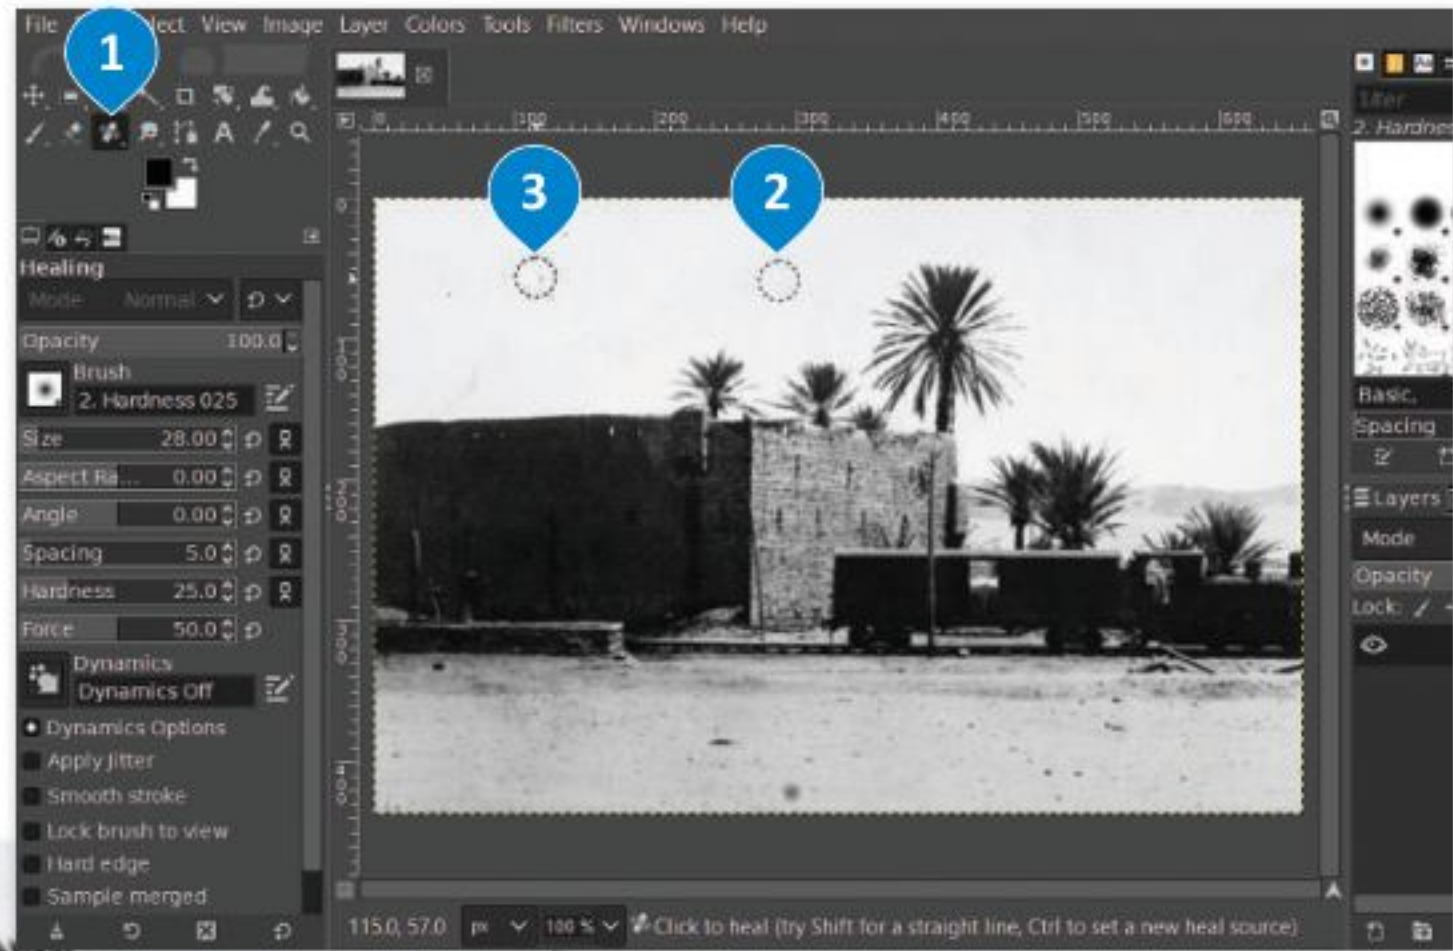 File
ect View Image Layer Colors Tools Filters Windows Help
1
0 100 200 300 400 500 600
2. Hardnes
3
2
Healing
Mode Normal
Opacity 100.0
Brush
2. Hardness 025
Size 28.00
Aspect Ra... 0.00
Angle 0.00
Spacing 5.0
Hardness 25.0
Force 50.0
Dynamics
Dynamics Off
Dynamics Options
Apply Jitter
Smooth stroke
Lock brush to view
Hard edge
Sample merged
Basic,
Spacing
Layers
Mode
Opacity
Lock:
115.0, 57.0 px 100 % Click to heal (try Shift for a straight line, Ctrl to set a new heal source)